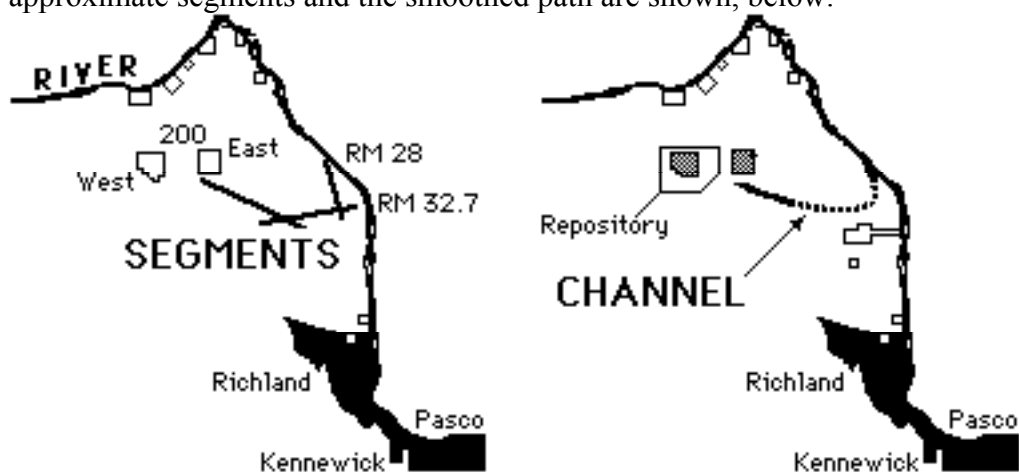 approximate segments and the smoothed path are shown, below:
RIVER
200
East
West
RM 28
RM 32.7
SEGMENTS
Richland
Pasco
Kennewick
Repository
CHANNEL
Richland
Pasco
Kennewick